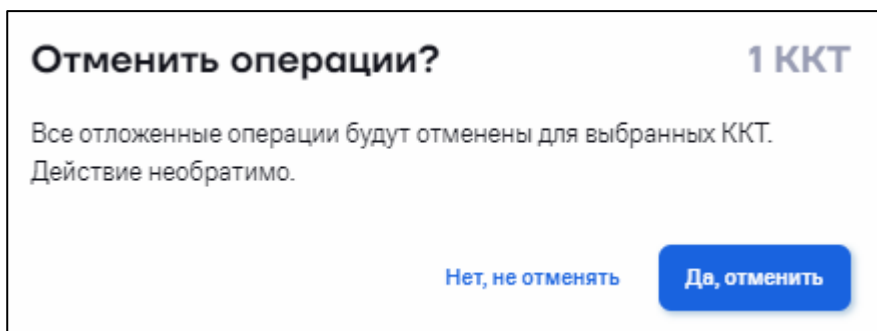 Отменить операции? 1 ККТ
Все отложенные операции будут отменены для выбранных ККТ.
Действие необратимо.
Нет, не отменять Да, отменить